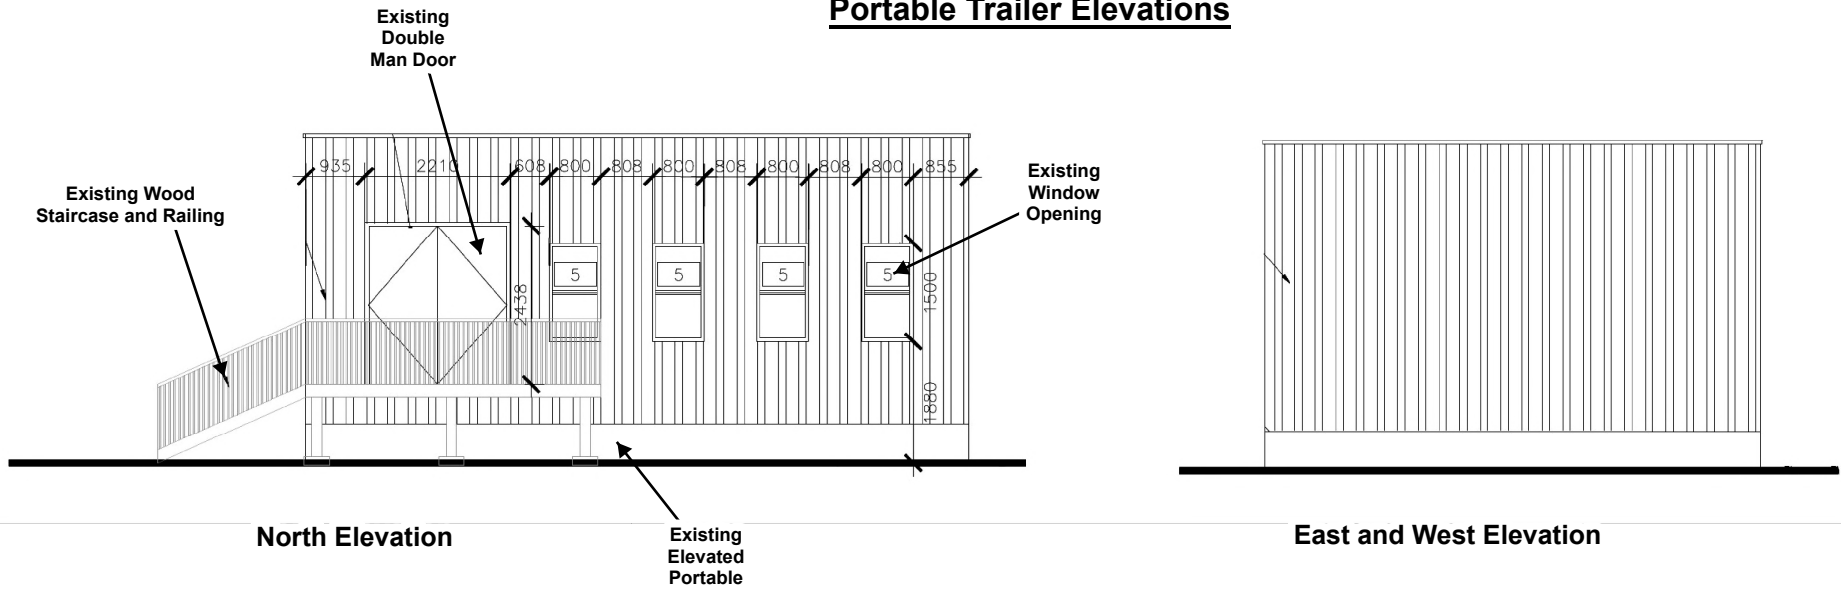 Portable Trailer Elevations
Existing
Double
Man Door
Existing Wood
Staircase and Railing
935 2210 608 800 808 800 808 800 808 800 855
Existing
Window
Opening
5 5 5 5
2438
1500
1880
North Elevation
Existing
Elevated
Portable
East and West Elevation